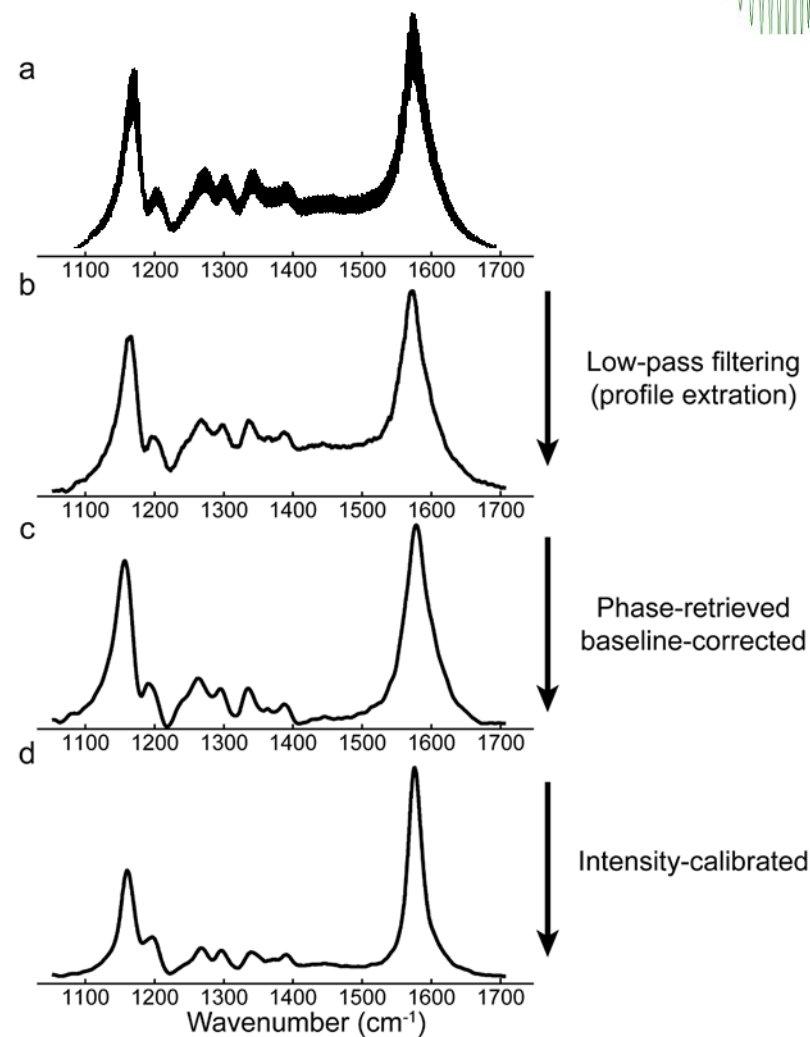 a
1100 1200 1300 1400 1500 1600 1700
b
Low-pass filtering
(profile extration)
1100 1200 1300 1400 1500 1600 1700
c
Phase-retrieved
baseline-corrected
1100 1200 1300 1400 1500 1600 1700
d
Intensity-calibrated
1100 1200 1300 1400 1500 1600 1700
Wavenumber (cm⁻¹)